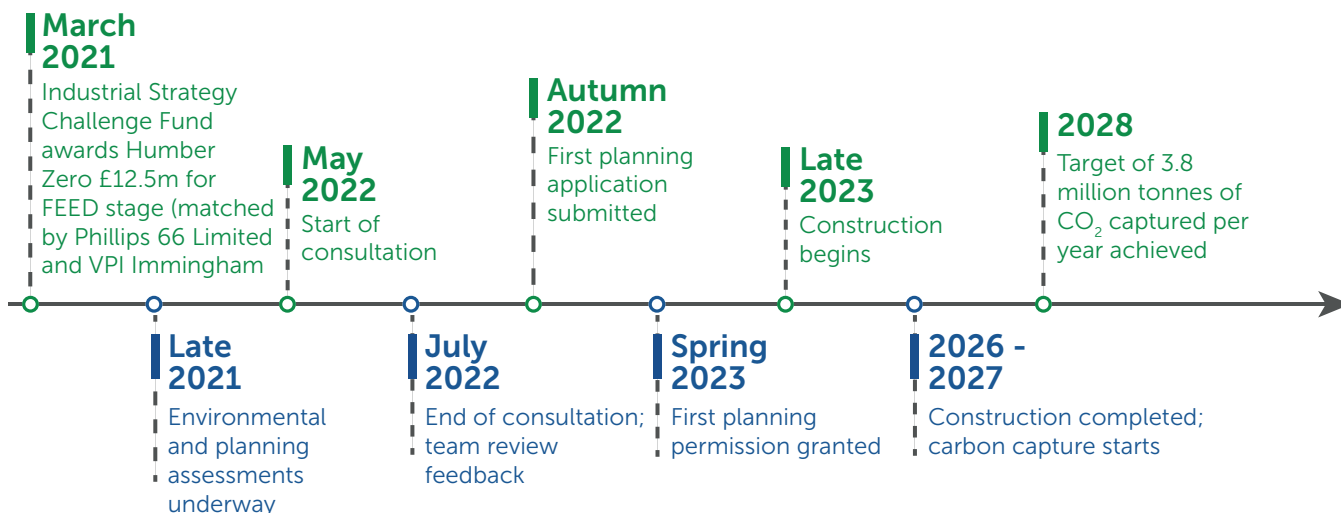 March
2021
Industrial Strategy
Challenge Fund
awards Humber
Zero £12.5m for
FEED stage (matched
by Phillips 66 Limited
and VPI Immingham
Late
2021
Environmental
and planning
assessments
underway
May
2022
Start of
consultation
July
2022
End of consultation;
team review
feedback
Autumn
2022
First planning
application
submitted
Spring
2023
First planning
permission granted
Late
2023
Construction
begins
2026 -
2027
Construction completed;
carbon capture starts
2028
Target of 3.8
million tonnes of
CO₂ captured per
year achieved